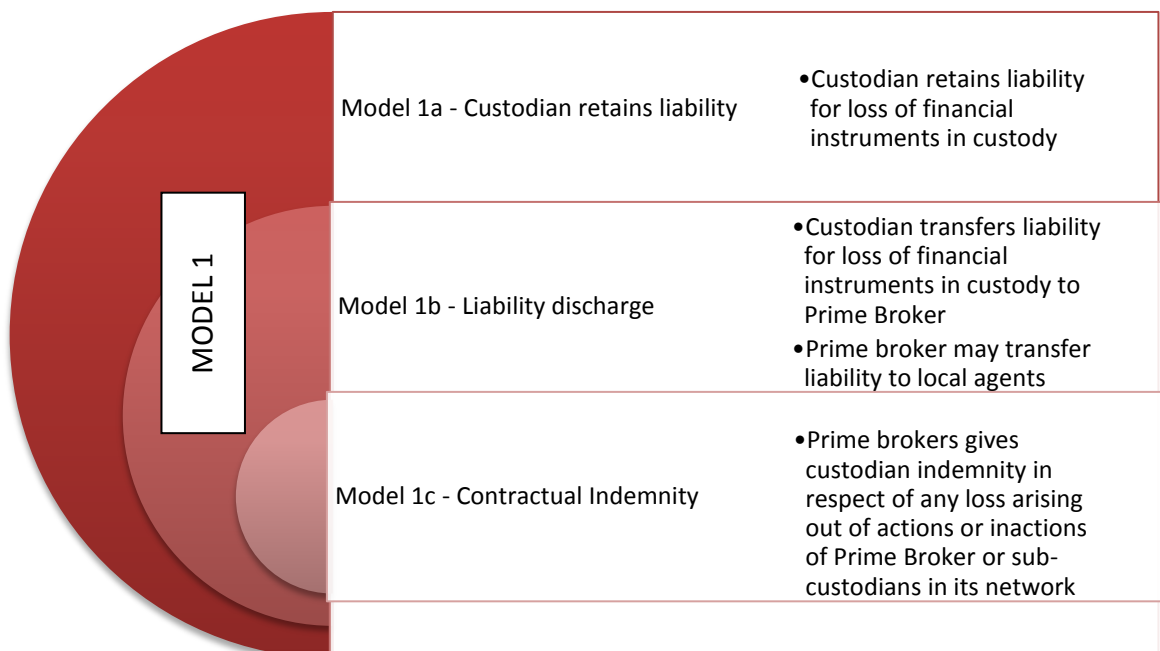 MODEL 1
Model 1a - Custodian retains liability
•Custodian retains liability
for loss of financial
instruments in custody
Model 1b - Liability discharge
•Custodian transfers liability
for loss of financial
instruments in custody to
Prime Broker
•Prime broker may transfer
liability to local agents
Model 1c - Contractual Indemnity
•Prime brokers gives
custodian indemnity in
respect of any loss arising
out of actions or inactions
of Prime Broker or sub-
custodians in its network